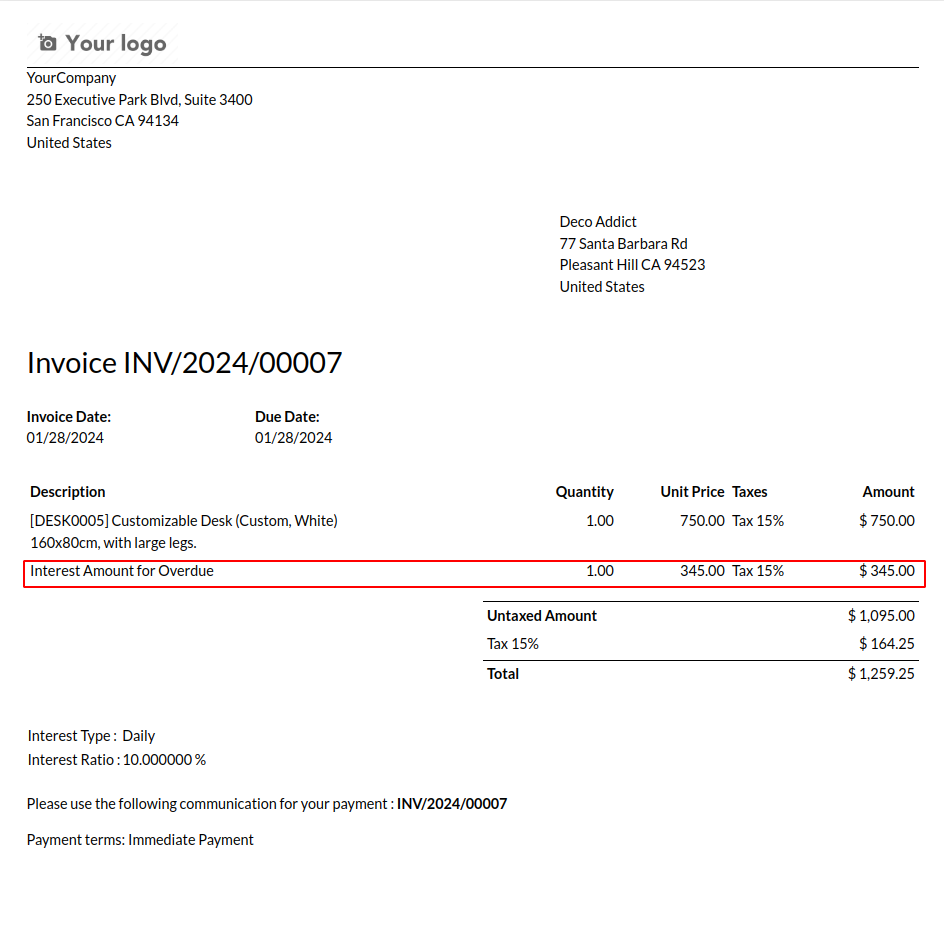 Your logo
YourCompany
250 Executive Park Blvd, Suite 3400
San Francisco CA 94134
United States
Deco Addict
77 Santa Barbara Rd
Pleasant Hill CA 94523
United States
Invoice INV/2024/00007
Invoice Date: Due Date:
01/28/2024 01/28/2024
Description Quantity Unit Price Taxes Amount
[DESK0005] Customizable Desk (Custom, White) 1.00 750.00 Tax 15% $ 750.00
160x80cm, with large legs.
Interest Amount for Overdue 1.00 345.00 Tax 15% $ 345.00
Untaxed Amount $ 1,095.00
Tax 15% $ 164.25
Total $ 1,259.25
Interest Type : Daily
Interest Ratio : 10.000000 %
Please use the following communication for your payment : INV/2024/00007
Payment terms: Immediate Payment